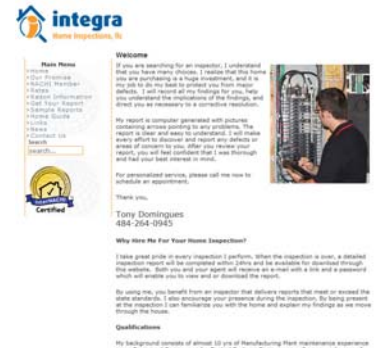 integra
Home Inspections, llc
Main Menu
Home
Our Promise
NACHI Member
Rates
Radon Information
Get Your Report
Sample Reports
Home Guide
Links
News
Contact Us
Search
search...
InterNACHI
Certified
Welcome
If you are searching for an inspector, I understand
that you have many choices. I realize that this home
you are purchasing is a huge investment, and it is
my job to do my best to protect you from major
defects. I will record all my findings for you, help
you understand the implications of the findings, and
direct you as necessary to a corrective resolution.
My report is computer generated with pictures
containing arrows pointing to any problems. The
report is clear and easy to understand. I will make
every effort to discover and report any defects or
areas of concern to you. After you review your
report, you will feel confident that I was thorough
and had your best interest in mind.
For personalized service, please call me now to
schedule an appointment.
Thank you,
Tony Domingues
484-264-0945
Why Hire Me For Your Home Inspection?
I take great pride in every inspection I perform. When the inspection is over, a detailed
inspection report will be completed within 24hrs and be available for download through
this website. Both you and your agent will receive an e-mail with a link and a password
which will enable you to view and or download the report.
By using me, you benefit from an inspector that delivers reports that meet or exceed the
state standards. I also encourage your presence during the inspection. By being present
at the inspection I can familiarize you with the home and explain my findings as we move
through the house.
Qualifications
My background consists of almost 10 yrs of Manufacturing Plant maintenance experience